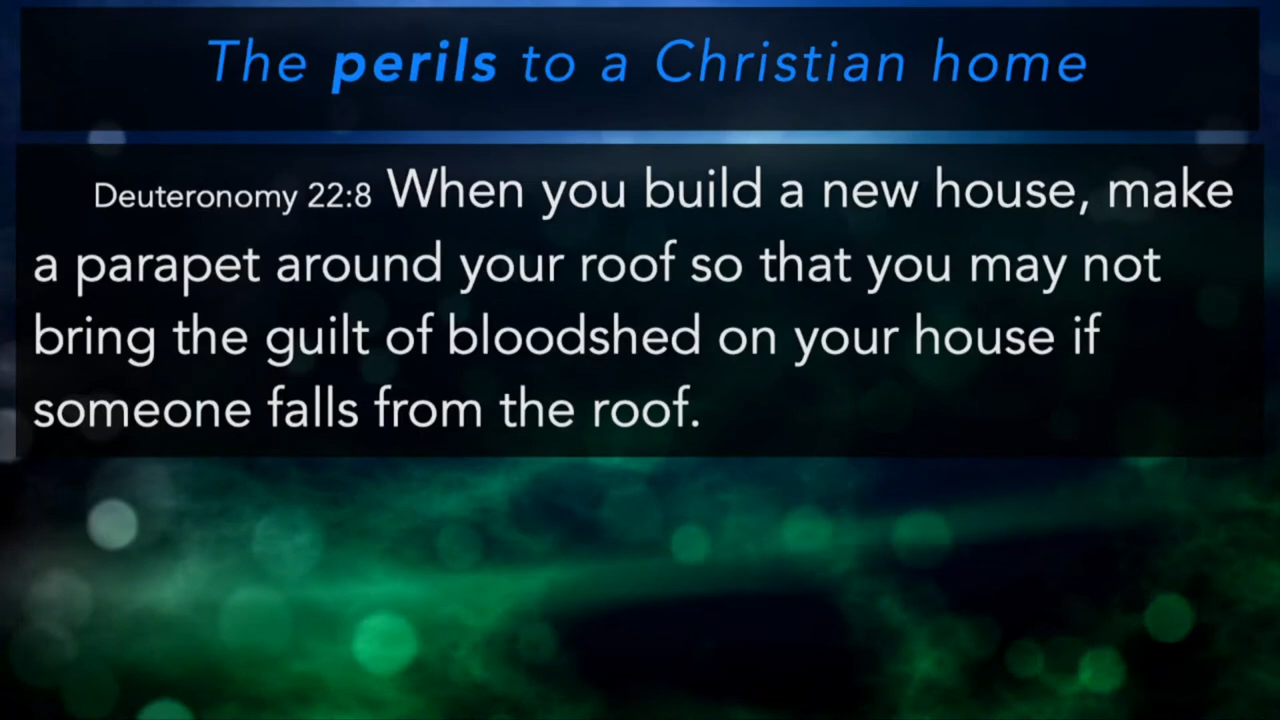 The perils to a Christian home
Deuteronomy 22:8 When you build a new house, make
a parapet around your roof so that you may not
bring the guilt of bloodshed on your house if
someone falls from the roof.